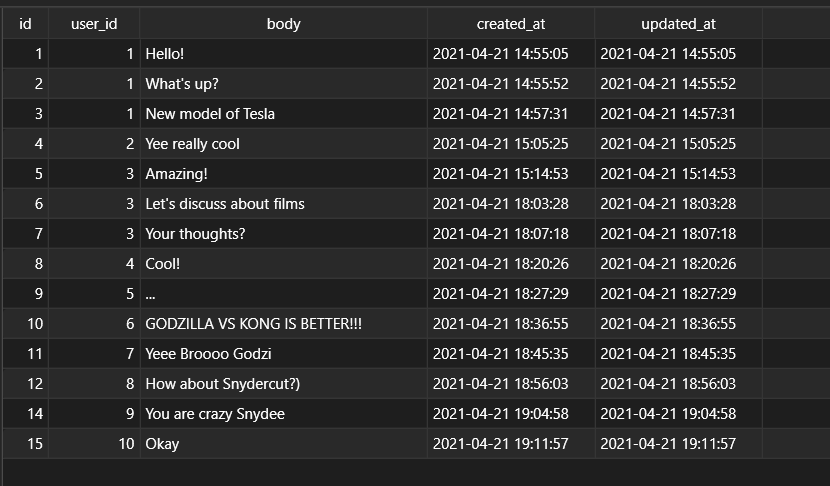 id user_id body created_at updated_at
1 1 Hello! 2021-04-21 14:55:05 2021-04-21 14:55:05
2 1 What's up? 2021-04-21 14:55:52 2021-04-21 14:55:52
3 1 New model of Tesla 2021-04-21 14:57:31 2021-04-21 14:57:31
4 2 Yee really cool 2021-04-21 15:05:25 2021-04-21 15:05:25
5 3 Amazing! 2021-04-21 15:14:53 2021-04-21 15:14:53
6 3 Let's discuss about films 2021-04-21 18:03:28 2021-04-21 18:03:28
7 3 Your thoughts? 2021-04-21 18:07:18 2021-04-21 18:07:18
8 4 Cool! 2021-04-21 18:20:26 2021-04-21 18:20:26
9 5 ... 2021-04-21 18:27:29 2021-04-21 18:27:29
10 6 GODZILLA VS KONG IS BETTER!!! 2021-04-21 18:36:55 2021-04-21 18:36:55
11 7 Yeee Broooo Godzi 2021-04-21 18:45:35 2021-04-21 18:45:35
12 8 How about Snydercut?) 2021-04-21 18:56:03 2021-04-21 18:56:03
14 9 You are crazy Snydee 2021-04-21 19:04:58 2021-04-21 19:04:58
15 10 Okay 2021-04-21 19:11:57 2021-04-21 19:11:57